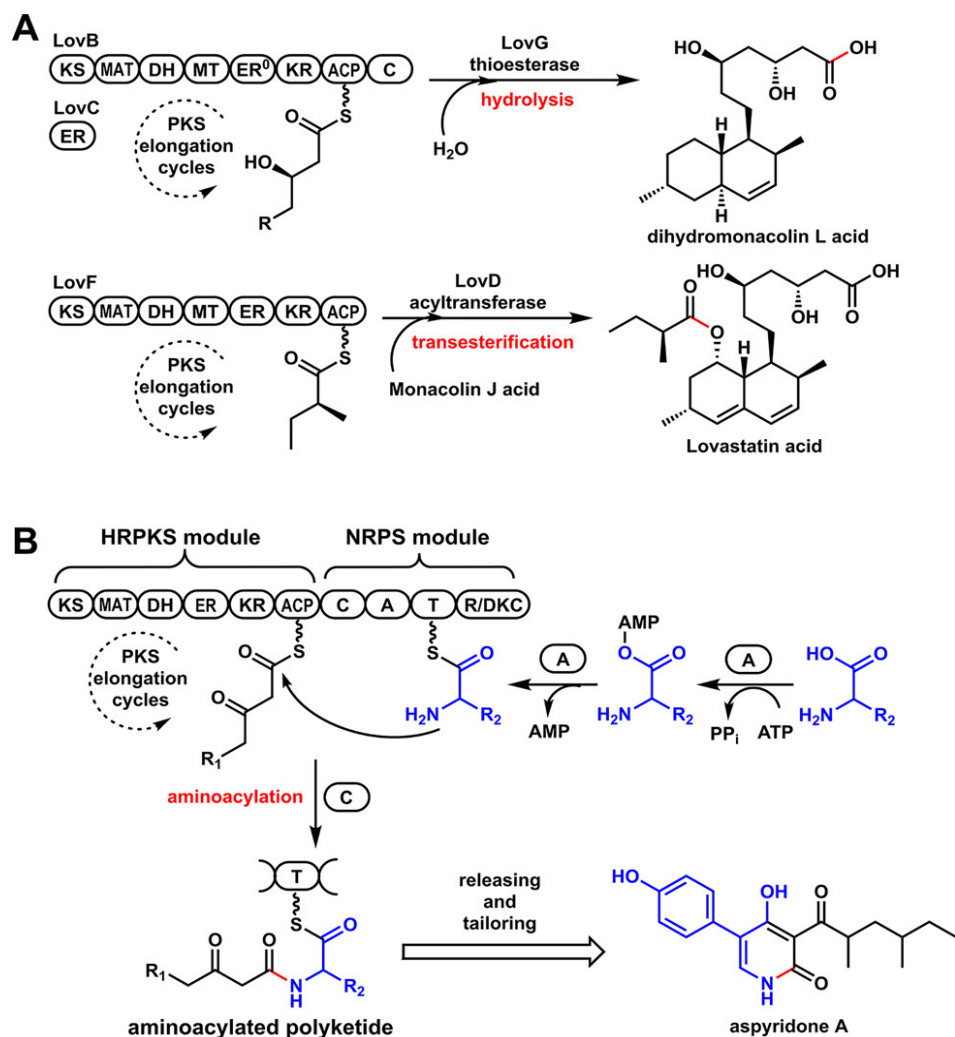 A
LovB
KS MAT DH MT ER⁰ KR ACP C
LovC
ER
PKS
elongation
cycles
S
O
HO
R
LovG
thioesterase
hydrolysis
H₂O
HO
OH
O
OH
H
H
dihydromonacolin L acid
LovF
KS MAT DH MT ER KR ACP
PKS
elongation
cycles
S
O
LovD
acyltransferase
transesterification
Monacolin J acid
HO
OH
O
OH
O
O
H
Lovastatin acid
B
HRPKS module
NRPS module
KS MAT DH ER KR ACP C A T R/DKC
PKS
elongation
cycles
S
O
O
R₁
S
O
H₂N
R₂
A
AMP
AMP
O
O
H₂N
R₂
A
PPᵢ
ATP
HO
O
H₂N
R₂
aminoacylation
C
T
S
O
O
O
R₁
N
H
R₂
aminoacylated polyketide
releasing
and
tailoring
HO
OH
O
N
H
O
aspyridone A